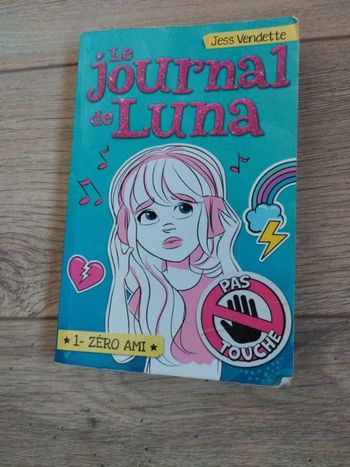 Jess Vendette
Le
journal
de Luna
PAS
TOUCHE
1- ZÉRO AMI